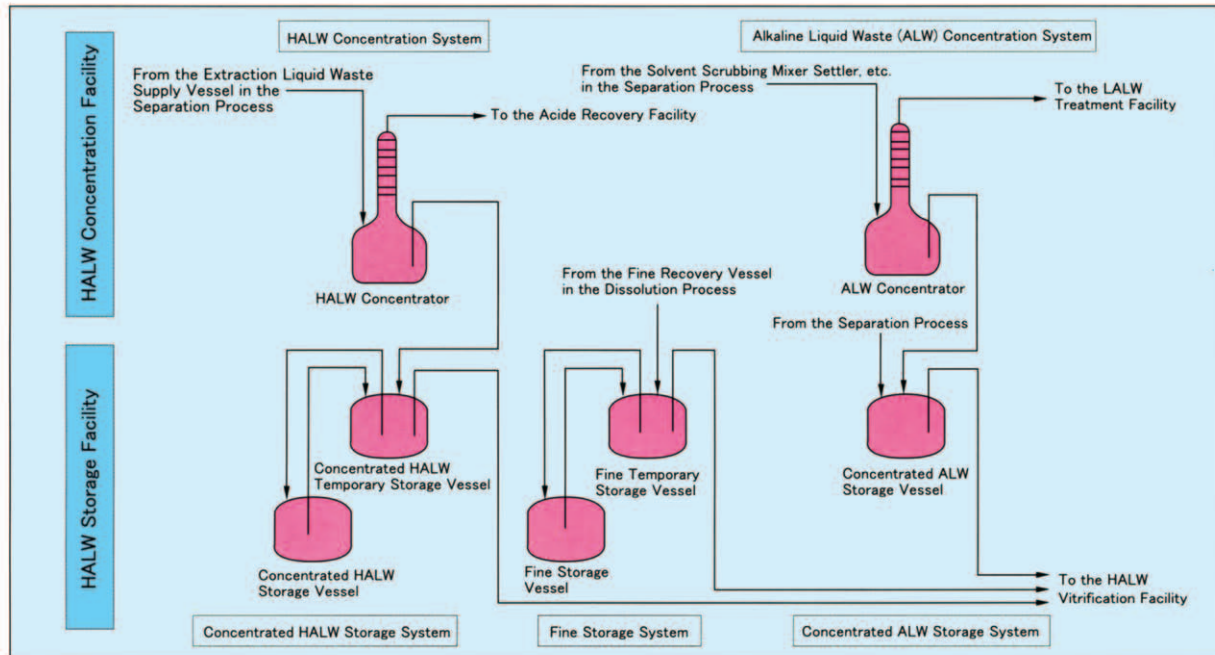 HALW Concentration Facility
HALW Concentration System
Alkaline Liquid Waste (ALW) Concentration System
From the Extraction Liquid Waste
Supply Vessel in the
Separation Process
To the Acide Recovery Facility
From the Solvent Scrubbing Mixer Settler, etc.
in the Separation Process
To the LALW
Treatment Facility
HALW Concentrator
From the Fine Recovery Vessel
in the Dissolution Process
ALW Concentrator
From the Separation Process
HALW Storage Facility
Concentrated HALW
Temporary Storage Vessel
Fine Temporary
Storage Vessel
Concentrated ALW
Storage Vessel
Concentrated HALW
Storage Vessel
Fine Storage
Vessel
To the HALW
Vitrification Facility
Concentrated HALW Storage System
Fine Storage System
Concentrated ALW Storage System